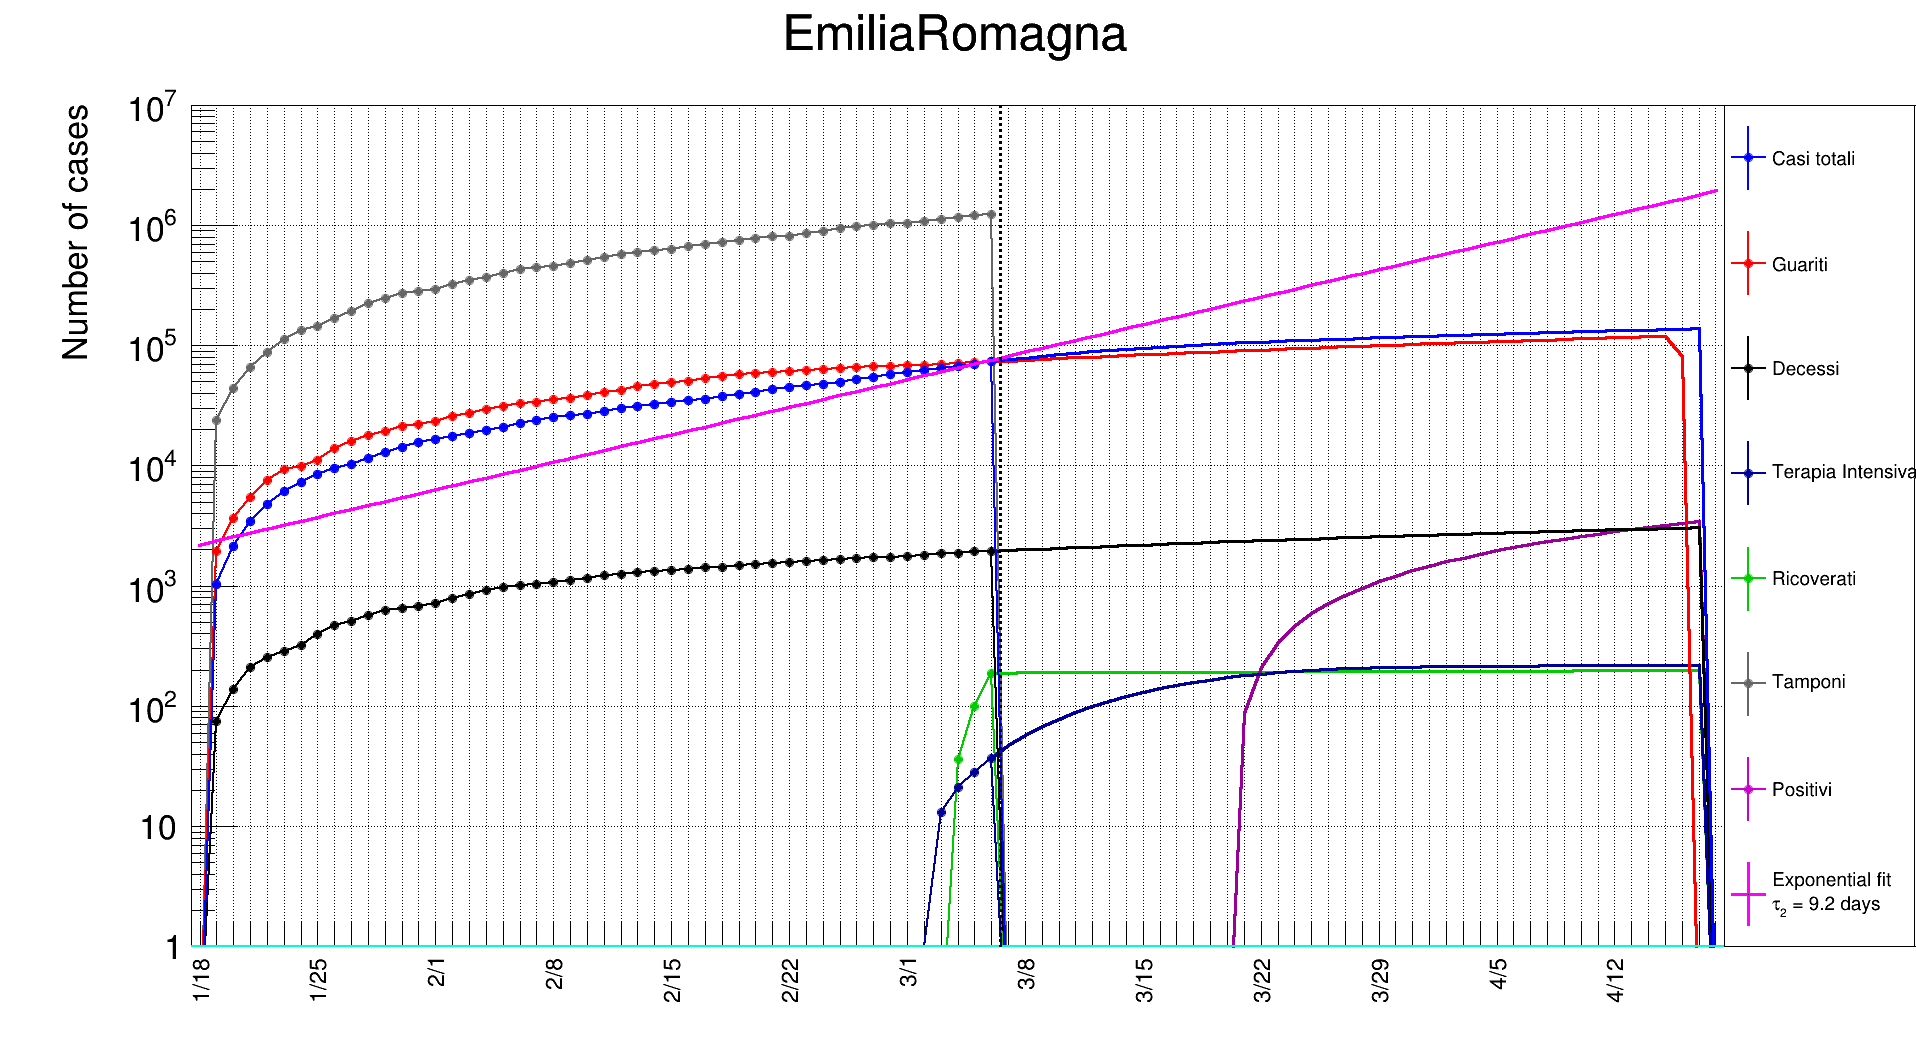 EmiliaRomagna
Number of cases
10^7
10^6
10^5
10^4
10^3
10^2
10
1
1/18
1/25
2/1
2/8
2/15
2/22
3/1
3/8
3/15
3/22
3/29
4/5
4/12
Casi totali
Guariti
Decessi
Terapia Intensiva
Ricoverati
Tamponi
Positivi
Exponential fit
τ₂ = 9.2 days